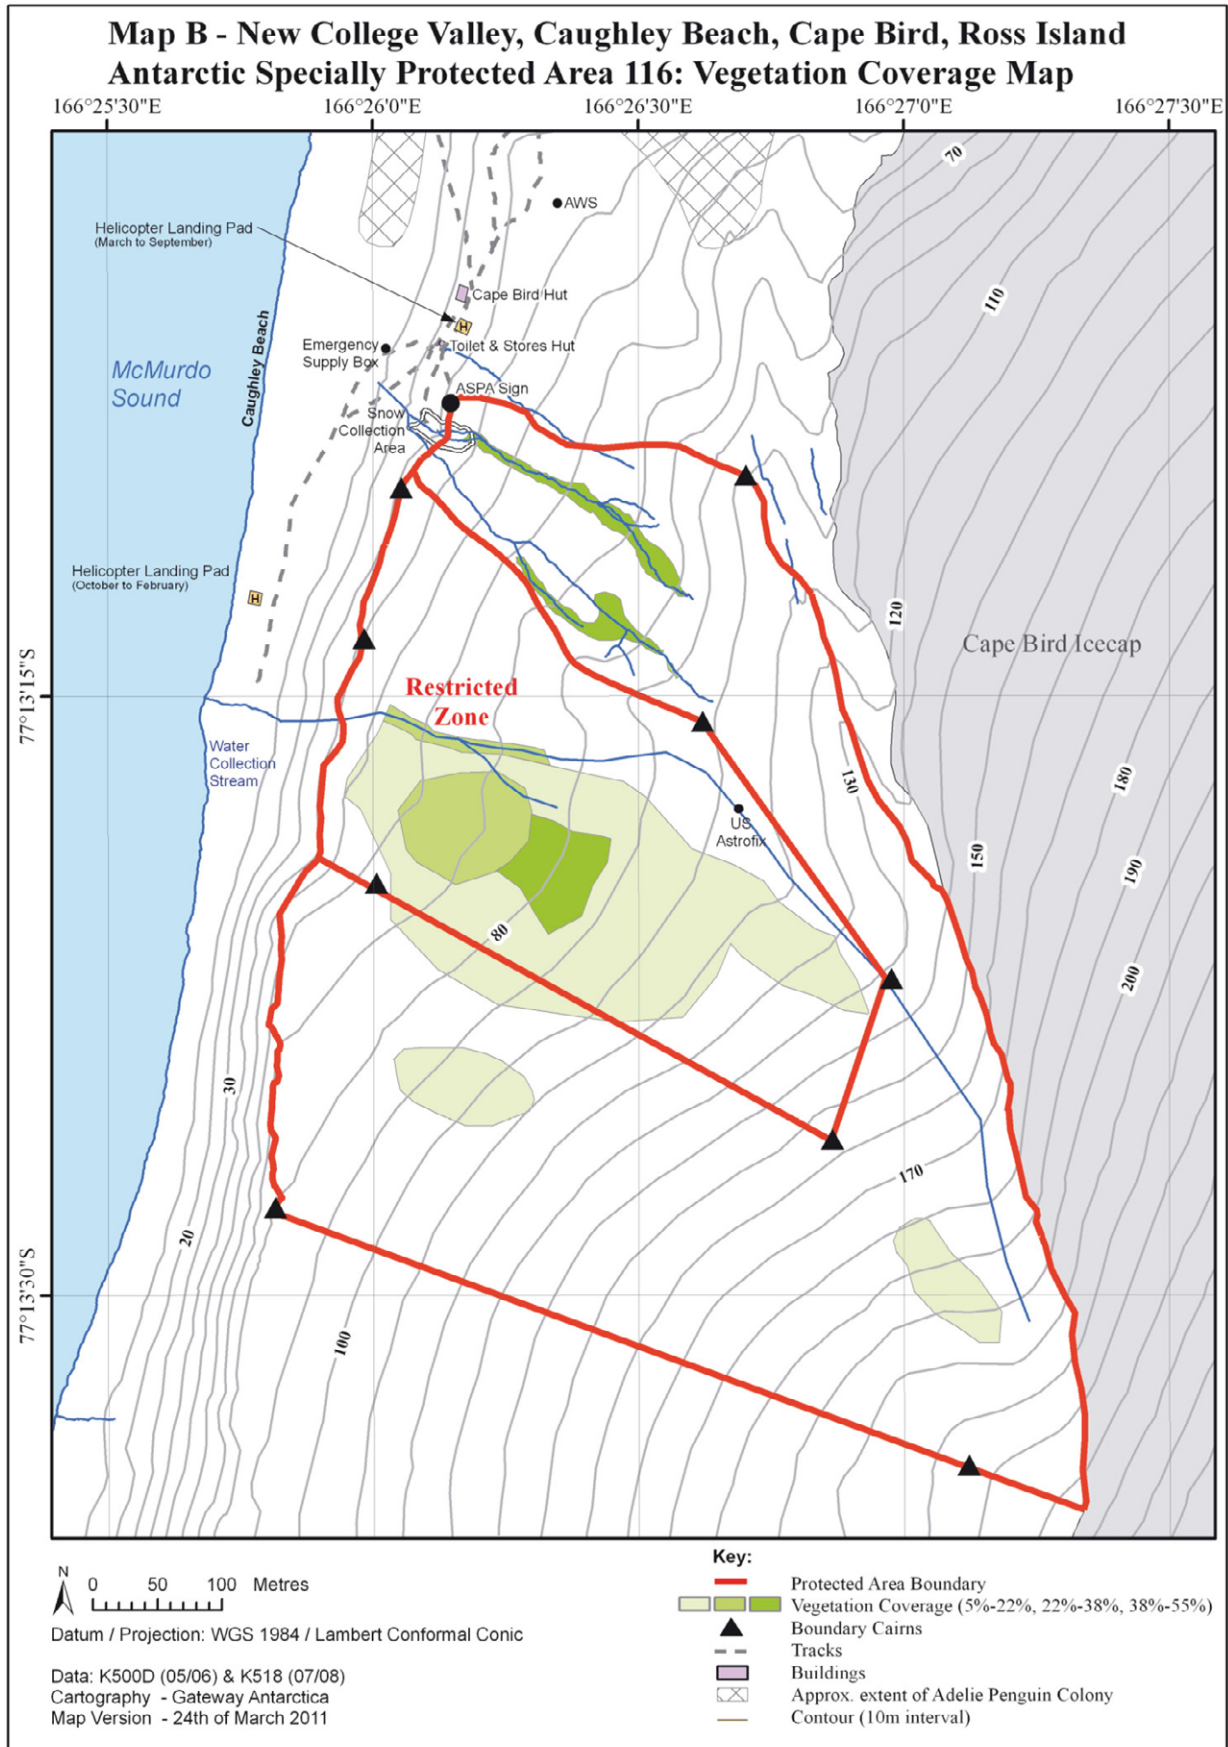 Map B - New College Valley, Caughley Beach, Cape Bird, Ross Island
Antarctic Specially Protected Area 116: Vegetation Coverage Map
166°25'30"E
166°26'0"E
166°26'30"E
166°27'0"E
166°27'30"E
70
AWS
Helicopter Landing Pad
(March to September)
Cape Bird Hut
110
H
Emergency
Supply Box
Toilet & Stores Hut
McMurdo
Sound
Caughley Beach
ASPA Sign
Snow
Collection
Area
Helicopter Landing Pad
(October to February)
H
120
Cape Bird Icecap
77°13'15"S
Restricted
Zone
Water
Collection
Stream
130
180
US
Astrofix
150
190
80
200
30
170
20
77°13'30"S
100
N
0 50 100 Metres
Datum / Projection: WGS 1984 / Lambert Conformal Conic
Data: K500D (05/06) & K518 (07/08)
Cartography - Gateway Antarctica
Map Version - 24th of March 2011
Key:
Protected Area Boundary
Vegetation Coverage (5%-22%, 22%-38%, 38%-55%)
Boundary Cairns
Tracks
Buildings
Approx. extent of Adelie Penguin Colony
Contour (10m interval)